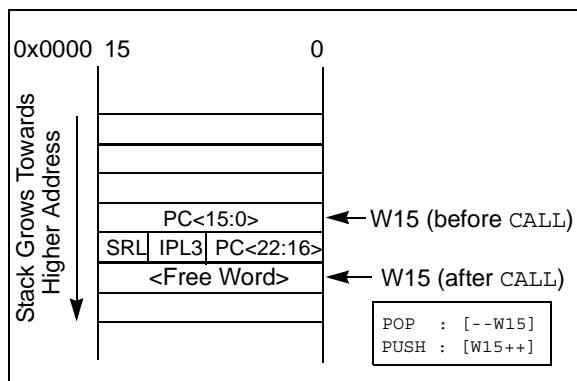 0x0000 15 0
Stack Grows Towards
Higher Address
PC<15:0>
W15 (before CALL)
SRL IPL3 PC<22:16>
<Free Word>
W15 (after CALL)
POP : [--W15]
PUSH : [W15++]